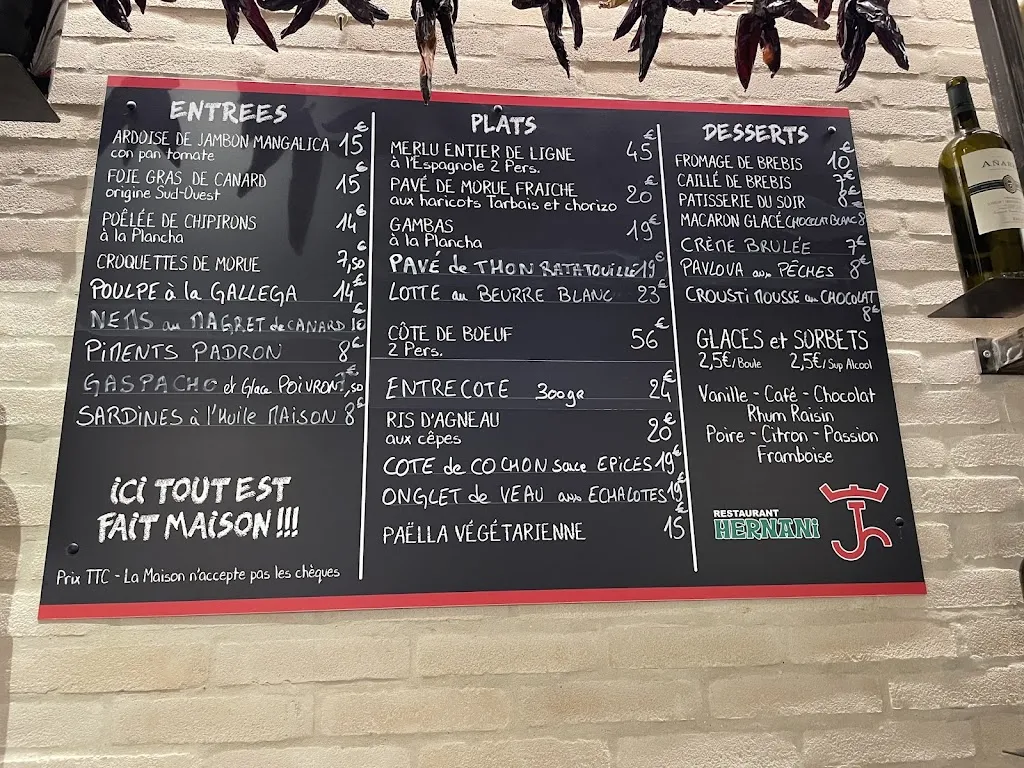 ENTREES
ARDOISE DE JAMBON MANGALICA 15€
con pan tomate
FOIE GRAS DE CANARD 15€
origine Sud-Ouest
POÊLÉE DE CHIPIRONS 14€
à la Plancha
CROQUETTES DE MORUE 7,50€
POULPE à la GALLEGA 14€
NEMS au MAGRET de CANARD 10
PIMENTS PADRON 8€
GASPACHO et Glace POIVRON 7,50€
SARDINES à l'Huile MAISON 8€
iCi TOUT EST
FAIT MAiSON !!!
Prix TTC - La Maison n'accepte pas les chèques
PLATS
MERLU ENTIER DE LIGNE 45€
à l'Espagnole 2 Pers.
PAVÉ DE MORUE FRAICHE 20€
aux haricots Tarbais et chorizo
GAMBAS 19€
à la Plancha
PAVÉ de THON RATATOUILLE 19€
LOTTE au BEURRE BLANC 23€
CÔTE DE BOEUF 56€
2 Pers.
ENTRECOTE 300gr 24€
RIS D'AGNEAU 20€
aux cêpes
COTE de COCHON sauce EPICES 19€
ONGLET de VEAU aux ECHALOTES 19€
PAËLLA VÉGÉTARIENNE 15€
DESSERTS
FROMAGE DE BREBIS 10€
CAILLÉ DE BREBIS 7€
PATISSERIE DU SOIR 8€
MACARON GLACÉ CHOCOLAT BLANC 8€
CRÈME BRULÉE 7€
PAVLOVA aux PÊCHES 8€
CROUSTI MOUSSE au CHOCOLAT
8€
GLACES et SORBETS
2,5€/Boule 2,5€/Sup Alcool
Vanille - Café - Chocolat
Rhum Raisin
Poire - Citron - Passion
Framboise
RESTAURANT
HERNANi
Jh